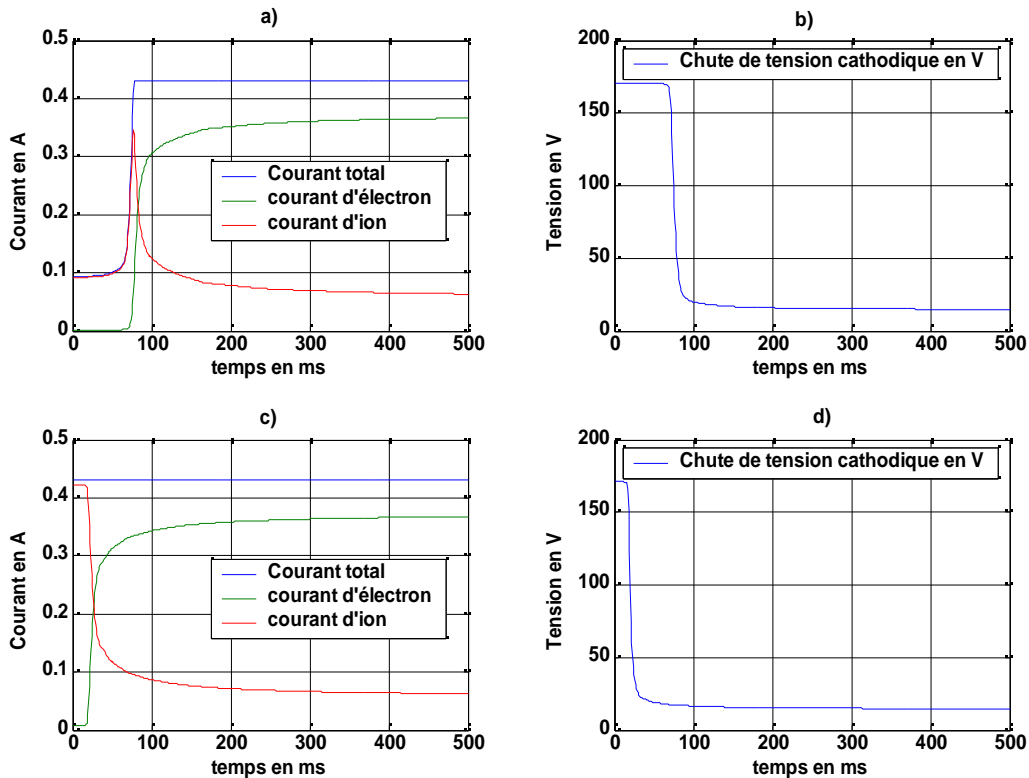 a)
0.5
0.4
0.3
0.2
0.1
0
Courant en A
Courant total
courant d'électron
courant d'ion
0 100 200 300 400 500
temps en ms
b)
200
150
100
50
0
Tension en V
Chute de tension cathodique en V
0 100 200 300 400 500
temps en ms
c)
0.5
0.4
0.3
0.2
0.1
0
Courant en A
Courant total
courant d'électron
courant d'ion
0 100 200 300 400 500
temps en ms
d)
200
150
100
50
0
Tension en V
Chute de tension cathodique en V
0 100 200 300 400 500
temps en ms